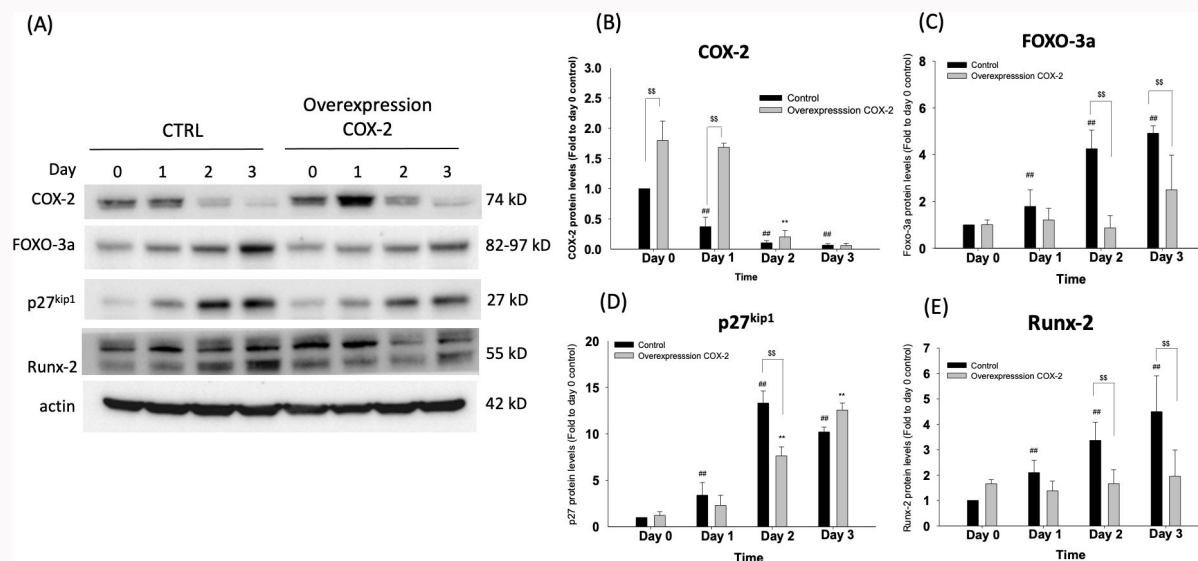 (A)
Overexpression
CTRL COX-2
Day 0 1 2 3 0 1 2 3
COX-2 74 kD
FOXO-3a 82-97 kD
p27kip1 27 kD
Runx-2 55 kD
actin 42 kD
(B)
COX-2
COX-2 protein levels (Fold to day 0 control)
3.0
2.5
2.0
1.5
1.0
0.5
0.0
Control
Overexpresssion COX-2
$$
$$
##
##
**
##
Day 0 Day 1 Day 2 Day 3
Time
(C)
FOXO-3a
Foxo-3a protein levels (Fold to day 0 control)
8
6
4
2
0
Control
Overexpresssion COX-2
##
##
$$
##
$$
Day 0 Day 1 Day 2 Day 3
Time
(D)
p27kip1
p27 protein levels (Fold to day 0 control)
20
15
10
5
0
Control
Overexpresssion COX-2
##
##
$$
**
##
**
Day 0 Day 1 Day 2 Day 3
Time
(E)
Runx-2
Runx-2 protein levels (Fold to day 0 control)
7
6
5
4
3
2
1
0
Control
Overexpresssion COX-2
##
##
$$
##
$$
Day 0 Day 1 Day 2 Day 3
Time